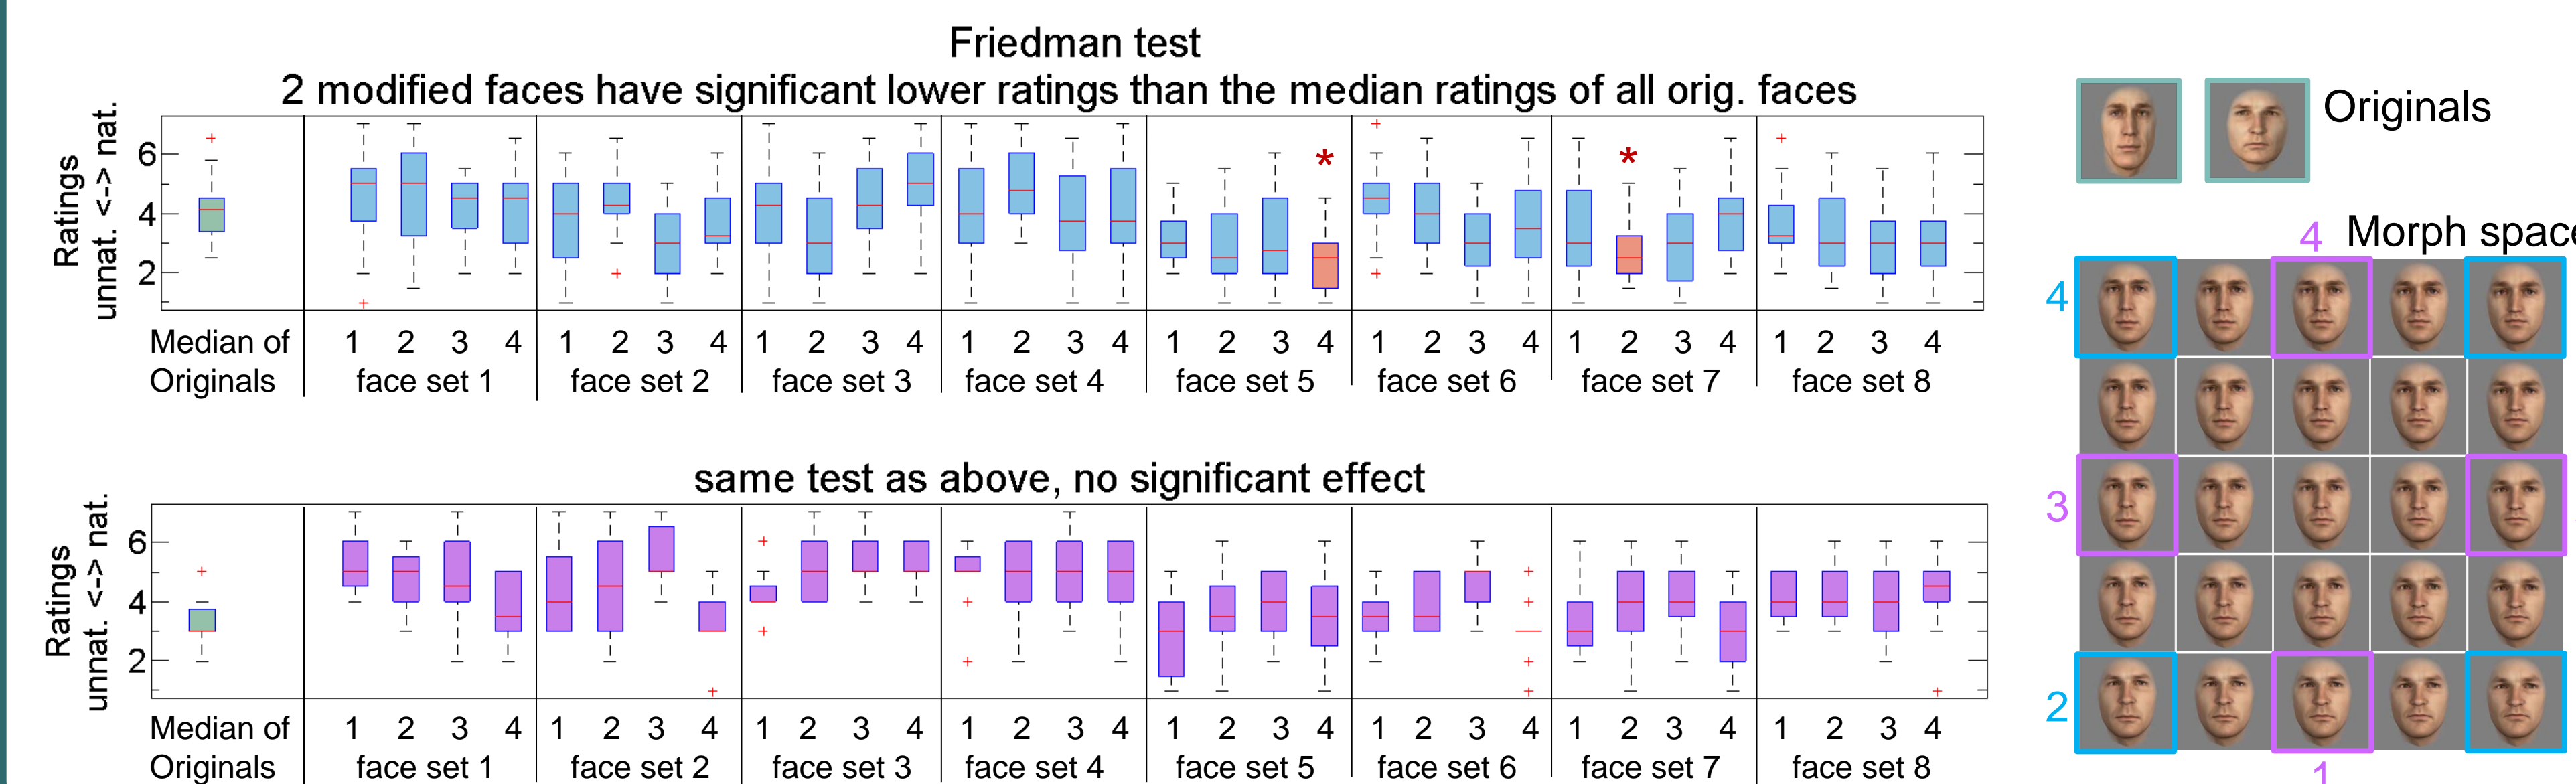 Friedman test
2 modified faces have significant lower ratings than the median ratings of all orig. faces
Ratings
unnat. <--> nat.
6
4
2
*
*
Median of
Originals
1 2 3 4
face set 1
1 2 3 4
face set 2
1 2 3 4
face set 3
1 2 3 4
face set 4
1 2 3 4
face set 5
1 2 3 4
face set 6
1 2 3 4
face set 7
1 2 3 4
face set 8
same test as above, no significant effect
Ratings
unnat. <--> nat.
6
4
2
Median of
Originals
1 2 3 4
face set 1
1 2 3 4
face set 2
1 2 3 4
face set 3
1 2 3 4
face set 4
1 2 3 4
face set 5
1 2 3 4
face set 6
1 2 3 4
face set 7
1 2 3 4
face set 8
Originals
4 Morph space
4
3
2
1